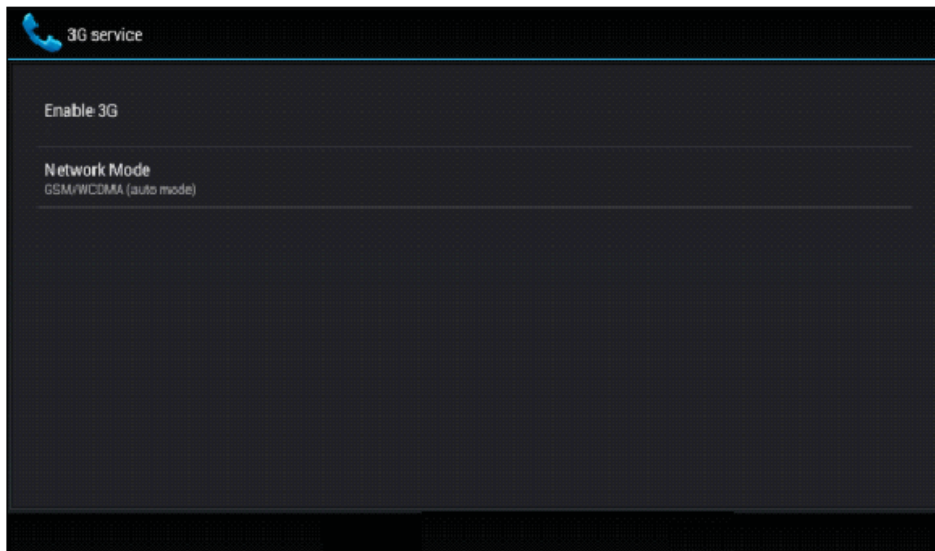 3G service
Enable 3G
Network Mode
GSM/WCDMA (auto mode)